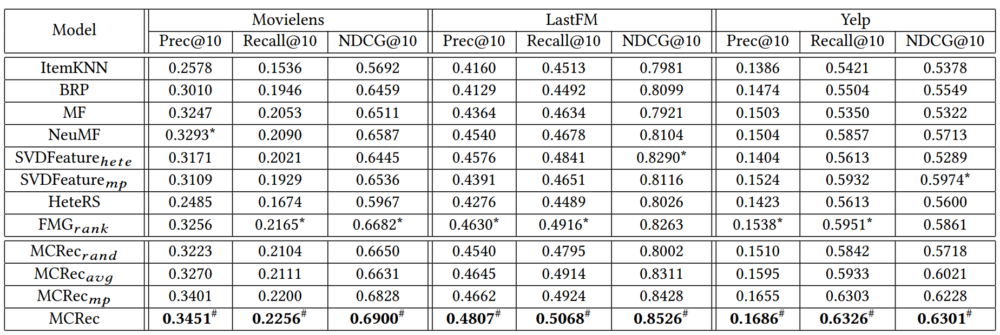 Model Movielens LastFM Yelp
Prec@10 Recall@10 NDCG@10 Prec@10 Recall@10 NDCG@10 Prec@10 Recall@10 NDCG@10
ItemKNN 0.2578 0.1536 0.5692 0.4160 0.4513 0.7981 0.1386 0.5421 0.5378
BRP 0.3010 0.1946 0.6459 0.4129 0.4492 0.8099 0.1474 0.5504 0.5549
MF 0.3247 0.2053 0.6511 0.4364 0.4634 0.7921 0.1503 0.5350 0.5322
NeuMF 0.3293* 0.2090 0.6587 0.4540 0.4678 0.8104 0.1504 0.5857 0.5713
SVDFeaturehete 0.3171 0.2021 0.6445 0.4576 0.4841 0.8290* 0.1404 0.5613 0.5289
SVDFeaturemp 0.3109 0.1929 0.6536 0.4391 0.4651 0.8116 0.1524 0.5932 0.5974*
HeteRS 0.2485 0.1674 0.5967 0.4276 0.4489 0.8026 0.1423 0.5613 0.5600
FMGrank 0.3256 0.2165* 0.6682* 0.4630* 0.4916* 0.8263 0.1538* 0.5951* 0.5861
MCRecrand 0.3223 0.2104 0.6650 0.4540 0.4795 0.8002 0.1510 0.5842 0.5718
MCRecavg 0.3270 0.2111 0.6631 0.4645 0.4914 0.8311 0.1595 0.5933 0.6021
MCRecmp 0.3401 0.2200 0.6828 0.4662 0.4924 0.8428 0.1655 0.6303 0.6228
MCRec 0.3451# 0.2256# 0.6900# 0.4807# 0.5068# 0.8526# 0.1686# 0.6326# 0.6301#